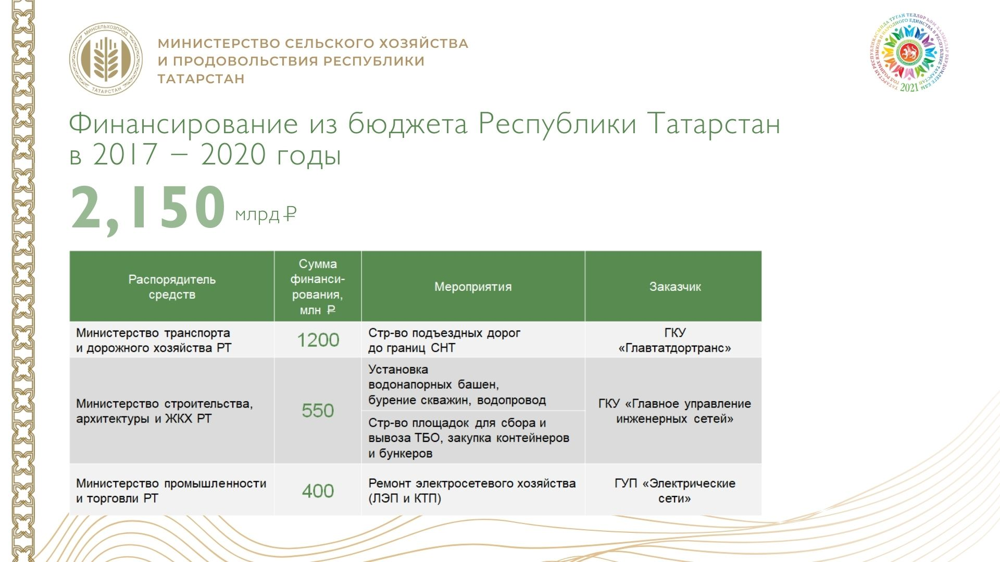 МИНСЕЛЬХОЗПРОД
ТАТАРСТАН
МИНИСТЕРСТВО СЕЛЬСКОГО ХОЗЯЙСТВА
И ПРОДОВОЛЬСТВИЯ РЕСПУБЛИКИ
ТАТАРСТАН
ТАТАРСТАН РЕСПУБЛИКАСЫНДА ТУГАН ТЕЛЛӘР ҺӘМ ХАЛЫКЛАР БЕРДӘМЛЕГЕ ЕЛЫ
ГОД РОДНЫХ ЯЗЫКОВ И НАРОДНОГО ЕДИНСТВА В РЕСПУБЛИКЕ ТАТАРСТАН
2021
Финансирование из бюджета Республики Татарстан
в 2017 – 2020 годы
2,150 млрд ₽
Распорядитель
средств
Сумма
финанси-
рования,
млн ₽
Мероприятия
Заказчик
Министерство транспорта
и дорожного хозяйства РТ
1200
Стр-во подъездных дорог
до границ СНТ
ГКУ
«Главтатдортранс»
Министерство строительства,
архитектуры и ЖКХ РТ
550
Установка
водонапорных башен,
бурение скважин, водопровод
Стр-во площадок для сбора и
вывоза ТБО, закупка контейнеров
и бункеров
ГКУ «Главное управление
инженерных сетей»
Министерство промышленности
и торговли РТ
400
Ремонт электросетевого хозяйства
(ЛЭП и КТП)
ГУП «Электрические
сети»